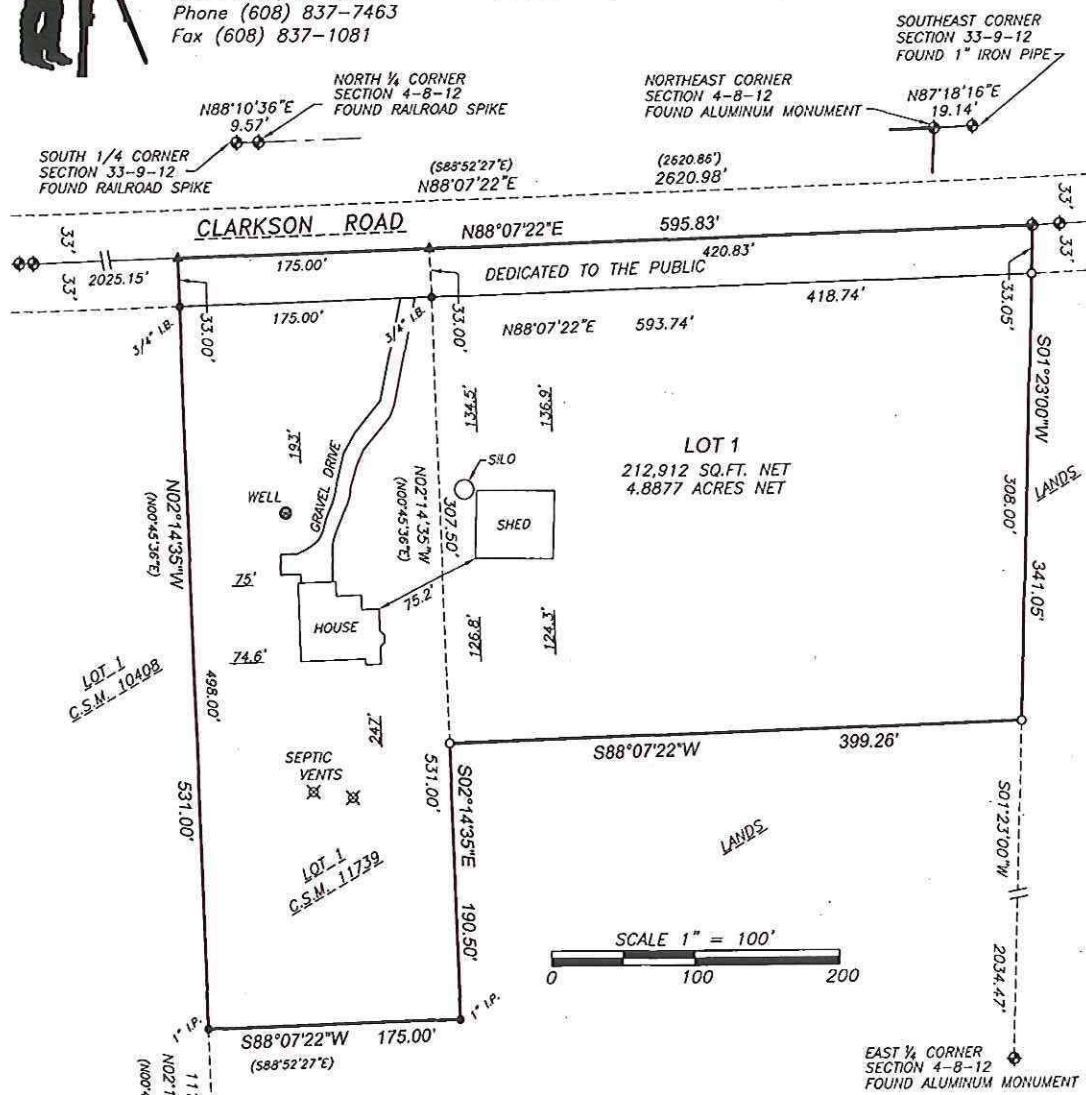 Phone (608) 837-7463
Fax (608) 837-1081
SOUTHEAST CORNER
SECTION 33-9-12
FOUND 1" IRON PIPE
NORTH ¼ CORNER
SECTION 4-8-12
FOUND RAILROAD SPIKE
N88°10'36"E
9.57'
NORTHEAST CORNER
SECTION 4-8-12
FOUND ALUMINUM MONUMENT
N87°18'16"E
19.14'
SOUTH 1/4 CORNER
SECTION 33-9-12
FOUND RAILROAD SPIKE
(S88°52'27"E)
N88°07'22"E
(2620.86')
2620.98'
CLARKSON ROAD
N88°07'22"E
595.83'
33'
33'
33'
33'
2025.15'
175.00'
420.83'
DEDICATED TO THE PUBLIC
175.00'
418.74'
3/4" I.B.
33.00'
3/4" I.B.
33.00'
N88°07'22"E
593.74'
33.05'
S01°23'00"W
134.5'
136.9'
LOT 1
212,912 SQ.FT. NET
4.8877 ACRES NET
193'
GRAVEL DRIVE
SILO
WELL
N02°14'35"W
(N00°45'36"E)
N02°14'35"W
(N00°45'36"E)
307.50'
SHED
308.00'
LANDS
341.05'
75'
75.2'
HOUSE
126.8'
124.3'
74.6'
LOT 1
C.S.M. 10408
498.00'
247'
S88°07'22"W
399.26'
SEPTIC
VENTS
531.00'
531.00'
S02°14'35"E
S01°23'00"W
LANDS
LOT 1
C.S.M. 11739
190.50'
SCALE 1" = 100'
0 100 200
2034.47'
1" I.P.
1" I.P.
S88°07'22"W
175.00'
(S88°52'27"E)
EAST ¼ CORNER
SECTION 4-8-12
FOUND ALUMINUM MONUMENT